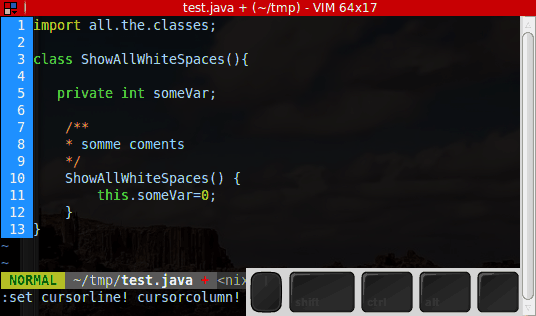 test.java + (~/tmp) - VIM 64x17
1 import all.the.classes;
2
3 class ShowAllWhiteSpaces(){
4
5    private int someVar;
6
7     /**
8     * somme coments
9     */
10     ShowAllWhiteSpaces() {
11         this.someVar=0;
12     }
13 }
~
~
NORMAL ~/tmp/test.java + <nix
:set cursorline! cursorcolumn!
shift ctrl alt